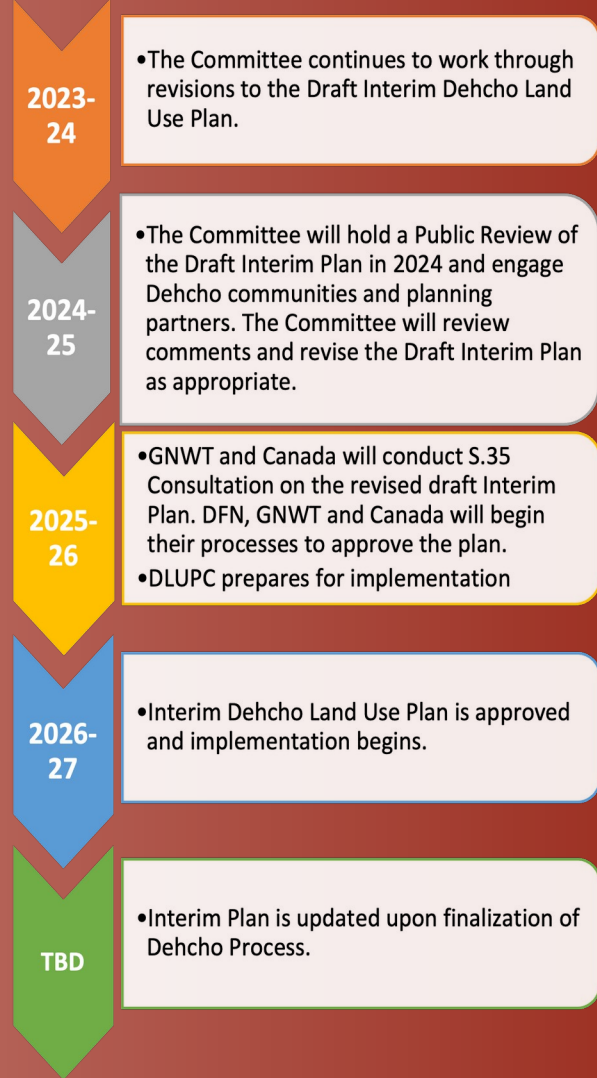 2023-
24
•The Committee continues to work through
revisions to the Draft Interim Dehcho Land
Use Plan.
2024-
25
•The Committee will hold a Public Review of
the Draft Interim Plan in 2024 and engage
Dehcho communities and planning
partners. The Committee will review
comments and revise the Draft Interim Plan
as appropriate.
2025-
26
•GNWT and Canada will conduct S.35
Consultation on the revised draft Interim
Plan. DFN, GNWT and Canada will begin
their processes to approve the plan.
•DLUPC prepares for implementation
2026-
27
•Interim Dehcho Land Use Plan is approved
and implementation begins.
TBD
•Interim Plan is updated upon finalization of
Dehcho Process.